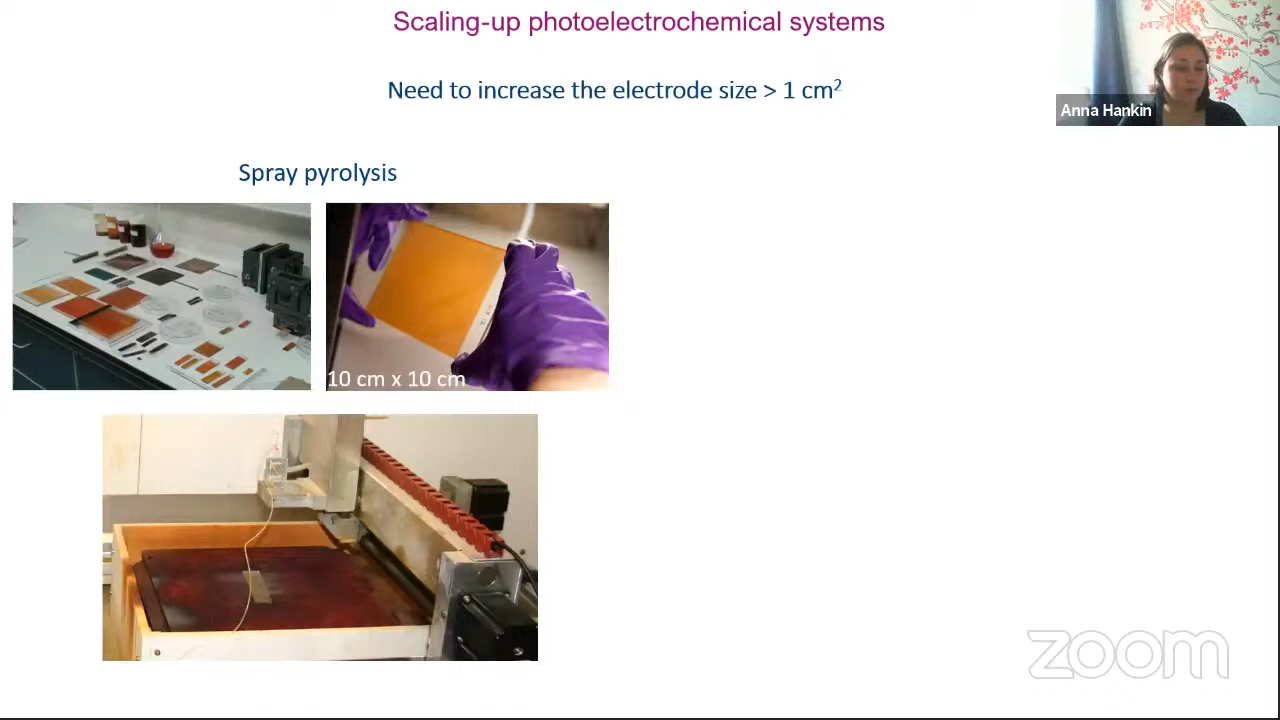 Scaling-up photoelectrochemical systems
Need to increase the electrode size > 1 cm²
Anna Hankin
Spray pyrolysis
10 cm x 10 cm
zoom